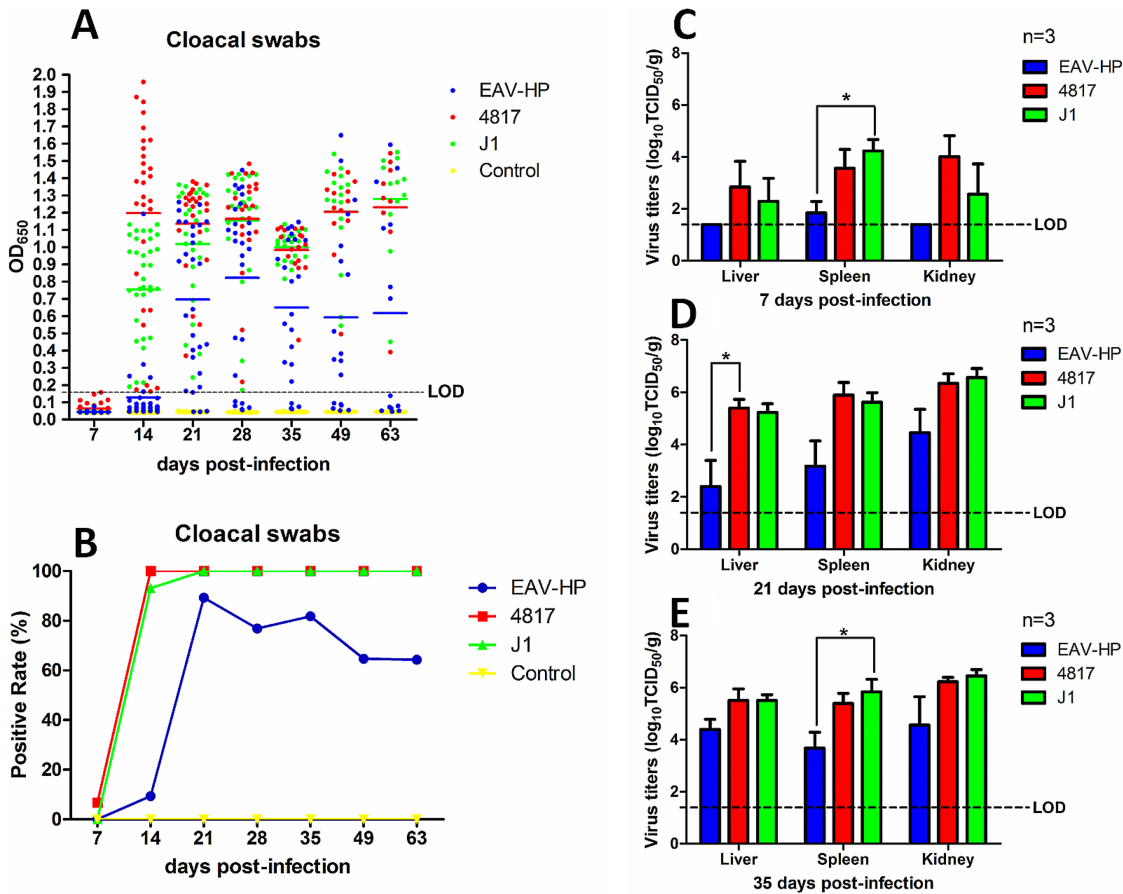 A
Cloacal swabs
OD650
2.0
1.9
1.8
1.7
1.6
1.5
1.4
1.3
1.2
1.1
1.0
0.9
0.8
0.7
0.6
0.5
0.4
0.3
0.2
0.1
0.0
LOD
7 14 21 28 35 49 63
days post-infection
EAV-HP
4817
J1
Control
B
Cloacal swabs
Positive Rate (%)
100
80
60
40
20
0
7 14 21 28 35 49 63
days post-infection
EAV-HP
4817
J1
Control
C
Virus titers (log10TCID50/g)
8
6
4
2
0
*
LOD
Liver Spleen Kidney
7 days post-infection
n=3
EAV-HP
4817
J1
D
Virus titers (log10TCID50/g)
8
6
4
2
0
*
LOD
Liver Spleen Kidney
21 days post-infection
n=3
EAV-HP
4817
J1
E
Virus titers (log10TCID50/g)
8
6
4
2
0
*
LOD
Liver Spleen Kidney
35 days post-infection
n=3
EAV-HP
4817
J1